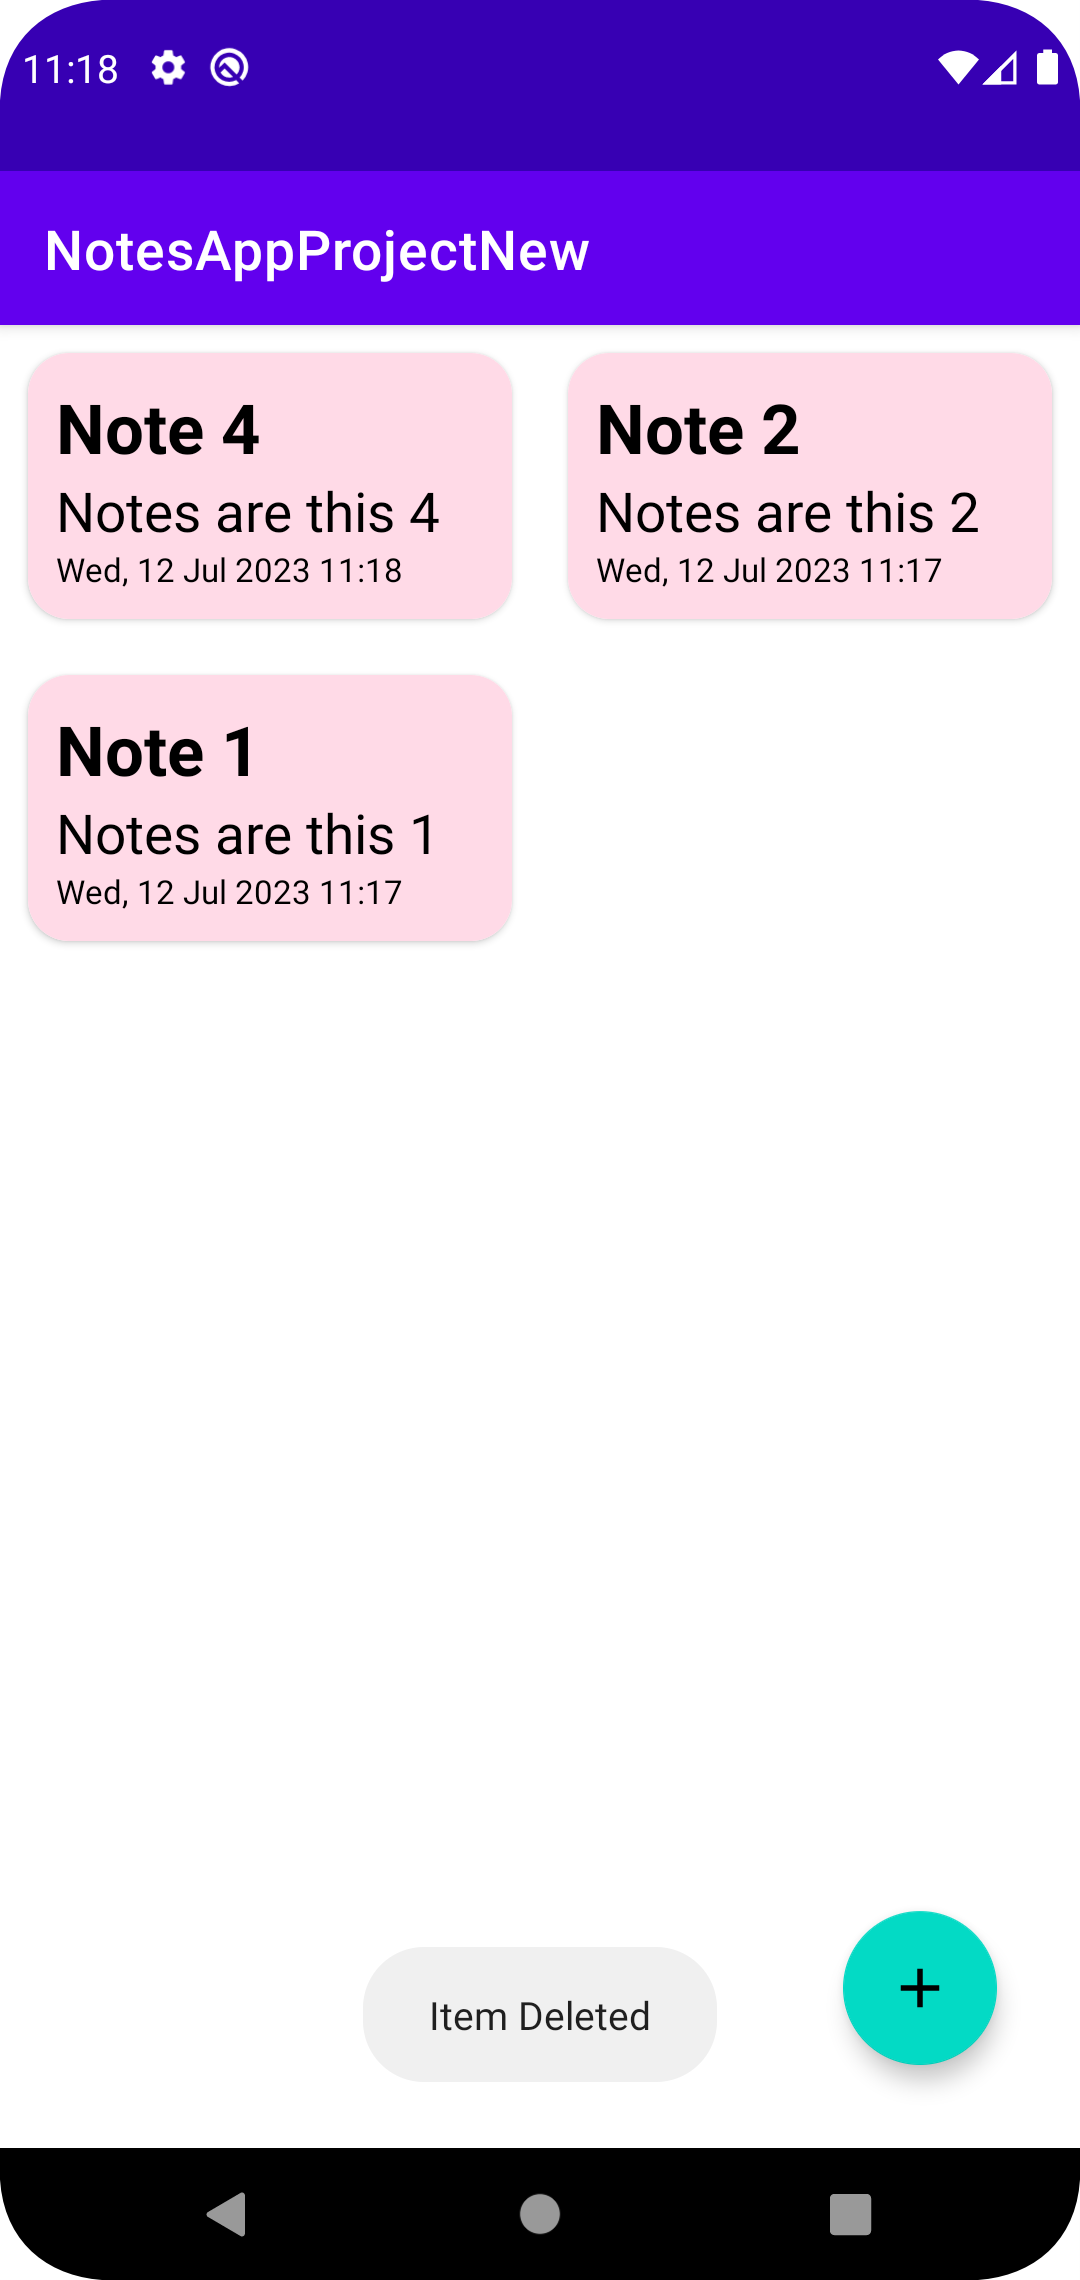 11:18
NotesAppProjectNew
Note 4
Notes are this 4
Wed, 12 Jul 2023 11:18
Note 2
Notes are this 2
Wed, 12 Jul 2023 11:17
Note 1
Notes are this 1
Wed, 12 Jul 2023 11:17
Item Deleted